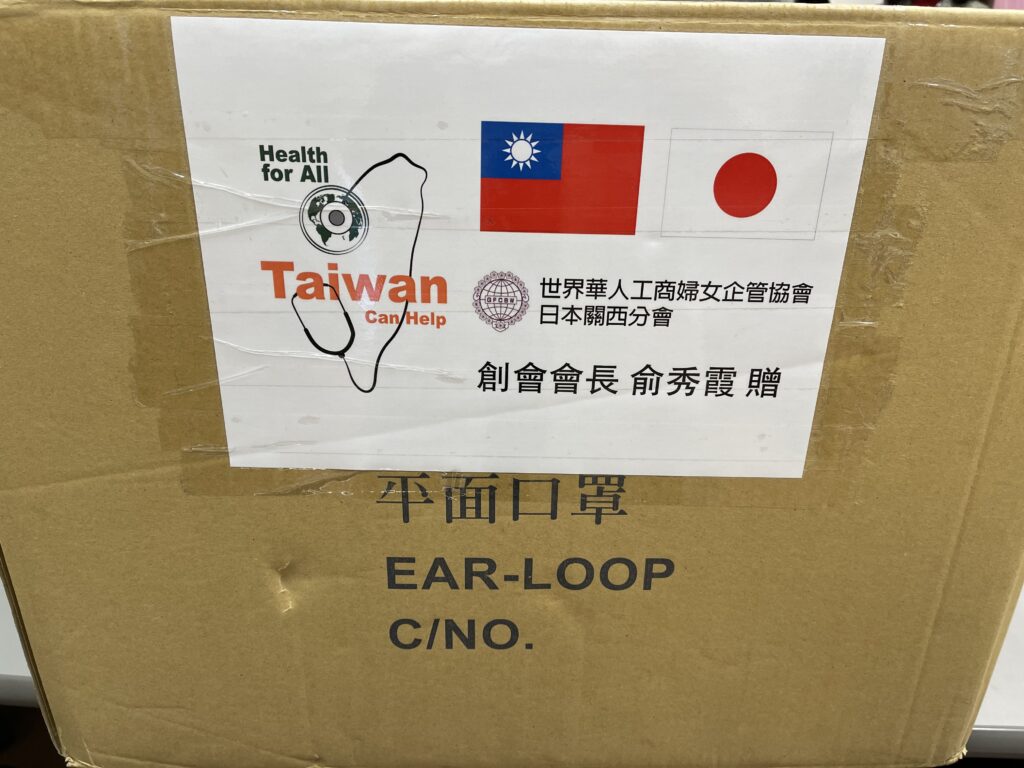 Health
for All
Taiwan
Can Help
GFCBW
世界華人工商婦女企管協會
日本關西分會
創會會長 俞秀霞 贈
平面口罩
EAR-LOOP
C/NO.